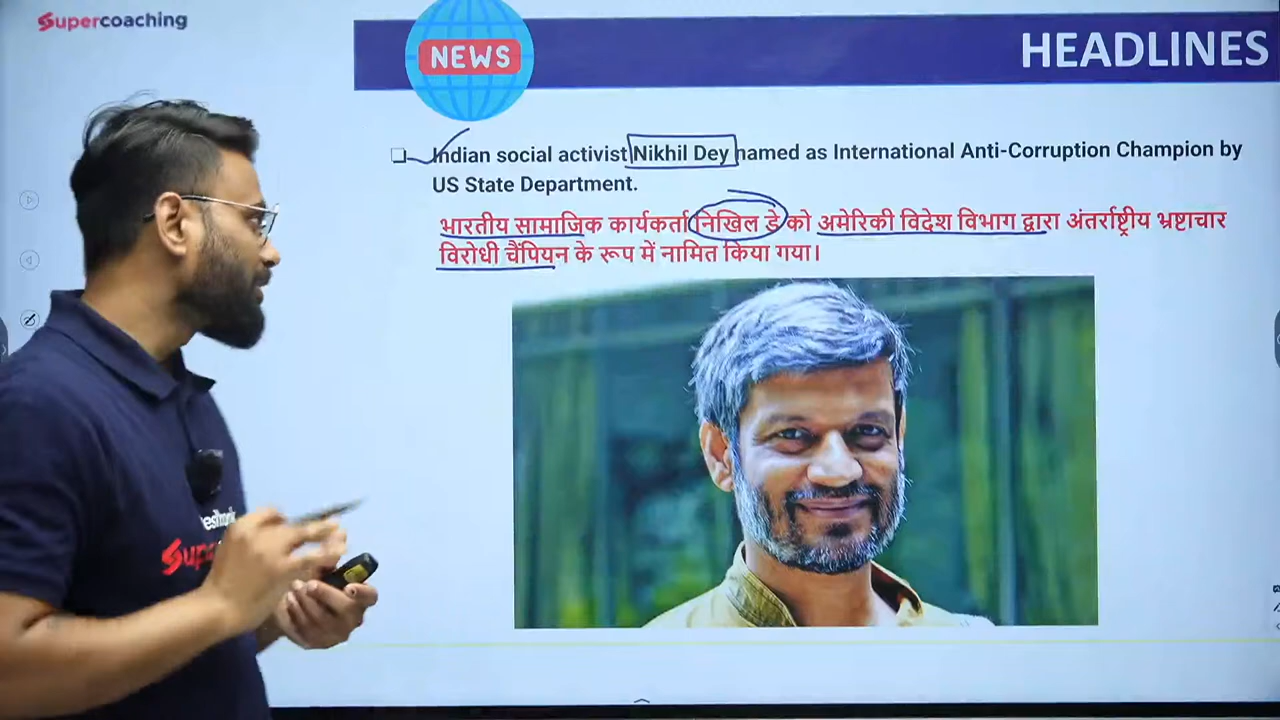 Supercoaching
NEWS
HEADLINES
Indian social activist Nikhil Dey named as International Anti-Corruption Champion by
US State Department.
भारतीय सामाजिक कार्यकर्ता निखिल डे को अमेरिकी विदेश विभाग द्वारा अंतर्राष्ट्रीय भ्रष्टाचार
विरोधी चैंपियन के रूप में नामित किया गया।